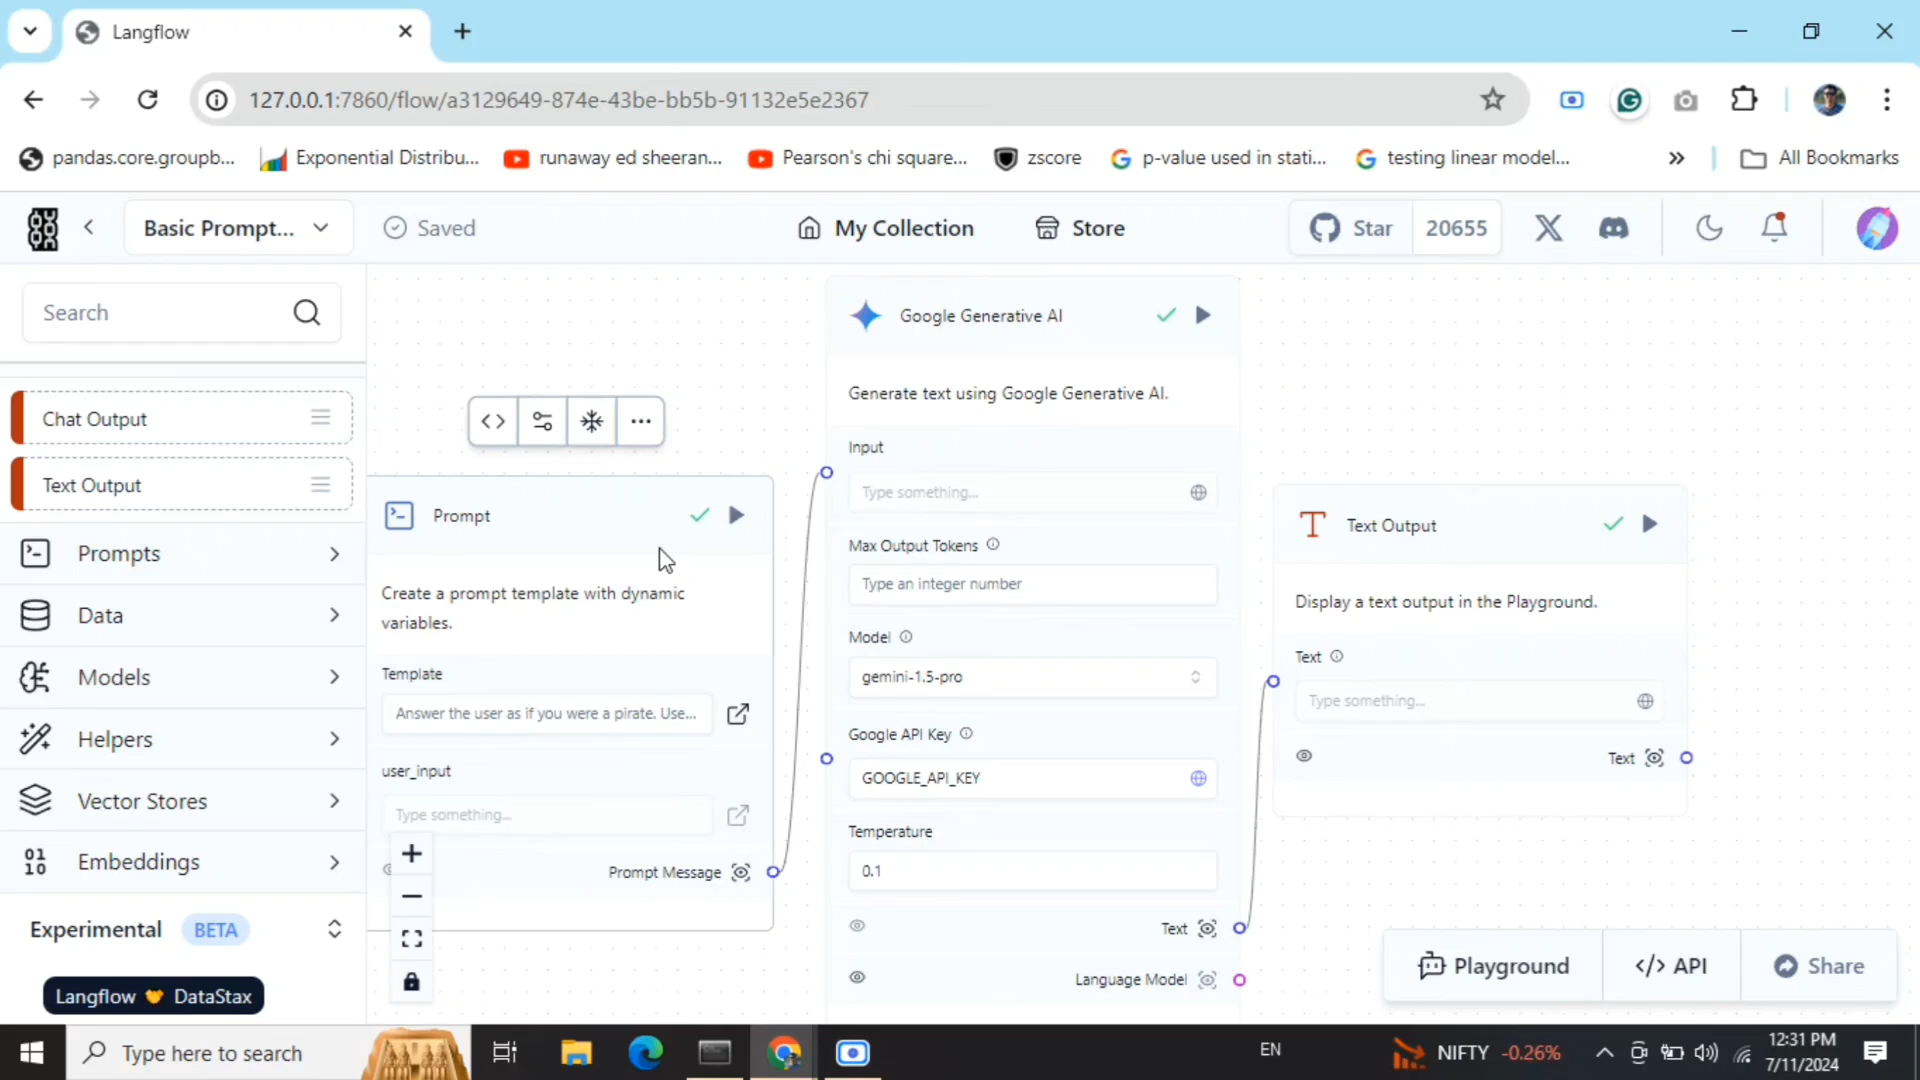 Langflow
127.0.0.1:7860/flow/a3129649-874e-43be-bb5b-91132e5e2367
pandas.core.groupb...
Exponential Distribu...
runaway ed sheeran...
Pearson's chi square...
zscore
p-value used in stati...
testing linear model...
All Bookmarks
Basic Prompt...
Saved
My Collection
Store
Star
20655
Search
Chat Output
Text Output
Prompts
Data
Models
Helpers
Vector Stores
Embeddings
Experimental
BETA
Langflow DataStax
Prompt
Create a prompt template with dynamic
variables.
Template
Answer the user as if you were a pirate. Use...
user_input
Type something...
Prompt Message
Google Generative AI
Generate text using Google Generative AI.
Input
Type something...
Max Output Tokens
Type an integer number
Model
gemini-1.5-pro
Google API Key
GOOGLE_API_KEY
Temperature
0.1
Text
Language Model
Text Output
Display a text output in the Playground.
Text
Type something...
Text
Playground
</> API
Share
Type here to search
EN
NIFTY -0.26%
12:31 PM
7/11/2024